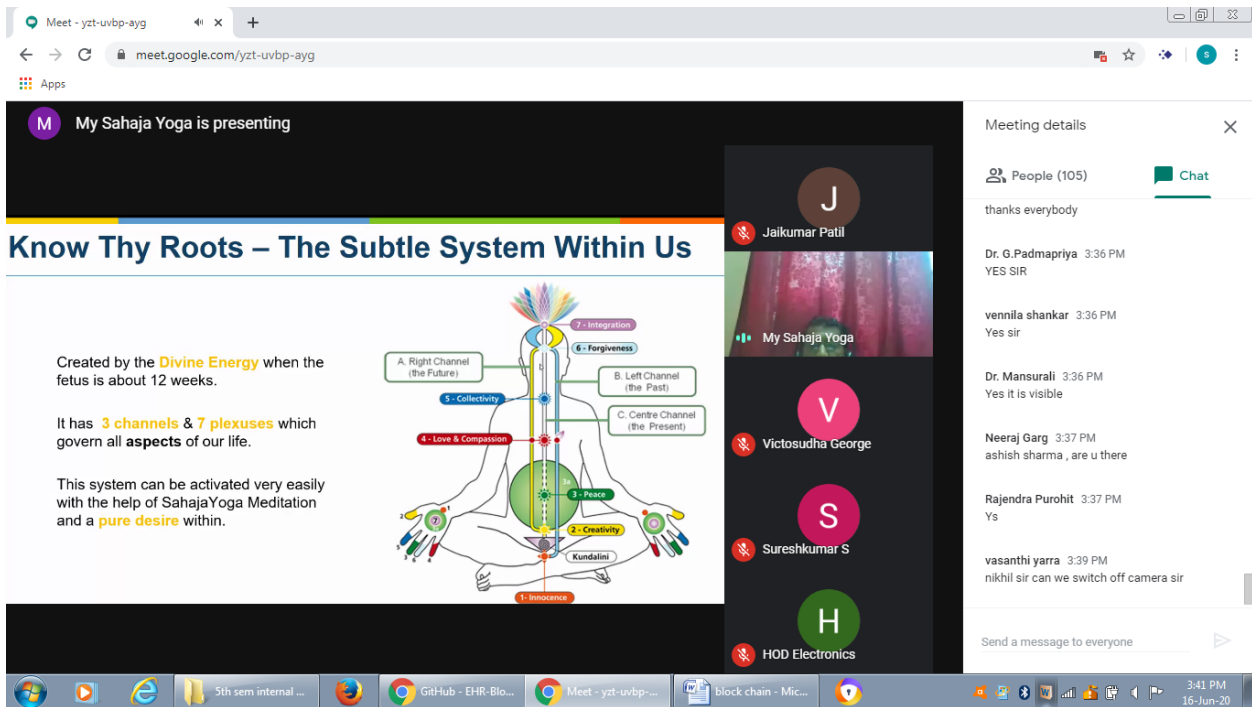 Meet - yzt-uvbp-ayg
meet.google.com/yzt-uvbp-ayg
S
Apps
M
My Sahaja Yoga is presenting
Know Thy Roots – The Subtle System Within Us
Created by the Divine Energy when the
fetus is about 12 weeks.
It has 3 channels & 7 plexuses which
govern all aspects of our life.
This system can be activated very easily
with the help of SahajaYoga Meditation
and a pure desire within.
7 - Integration
6 - Forgiveness
A. Right Channel
(the Future)
B. Left Channel
(the Past)
5 - Collectivity
C. Centre Channel
(the Present)
4 - Love & Compassion
3a
3 - Peace
2 - Creativity
Kundalini
1- Innocence
2
1
7
5
3
6
4
J
Jaikumar Patil
My Sahaja Yoga
V
Victosudha George
S
Sureshkumar S
H
HOD Electronics
Meeting details
People (105)
Chat
thanks everybody
Dr. G.Padmapriya 3:36 PM
YES SIR
vennila shankar 3:36 PM
Yes sir
Dr. Mansurali 3:36 PM
Yes it is visible
Neeraj Garg 3:37 PM
ashish sharma , are u there
Rajendra Purohit 3:37 PM
Ys
vasanthi yarra 3:39 PM
nikhil sir can we switch off camera sir
Send a message to everyone
5th sem internal ...
GitHub - EHR-Blo...
Meet - yzt-uvbp-...
block chain - Mic...
3:41 PM
16-Jun-20